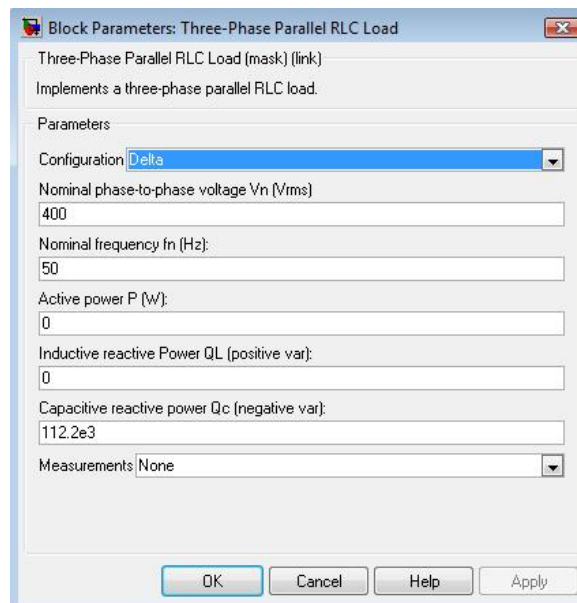 Block Parameters: Three-Phase Parallel RLC Load
Three-Phase Parallel RLC Load (mask) (link)
Implements a three-phase parallel RLC load.
Parameters
Configuration Delta
Nominal phase-to-phase voltage Vn (Vrms)
400
Nominal frequency fn (Hz):
50
Active power P (W):
0
Inductive reactive Power QL (positive var):
0
Capacitive reactive power Qc (negative var):
112.2e3
Measurements None
OK Cancel Help Apply